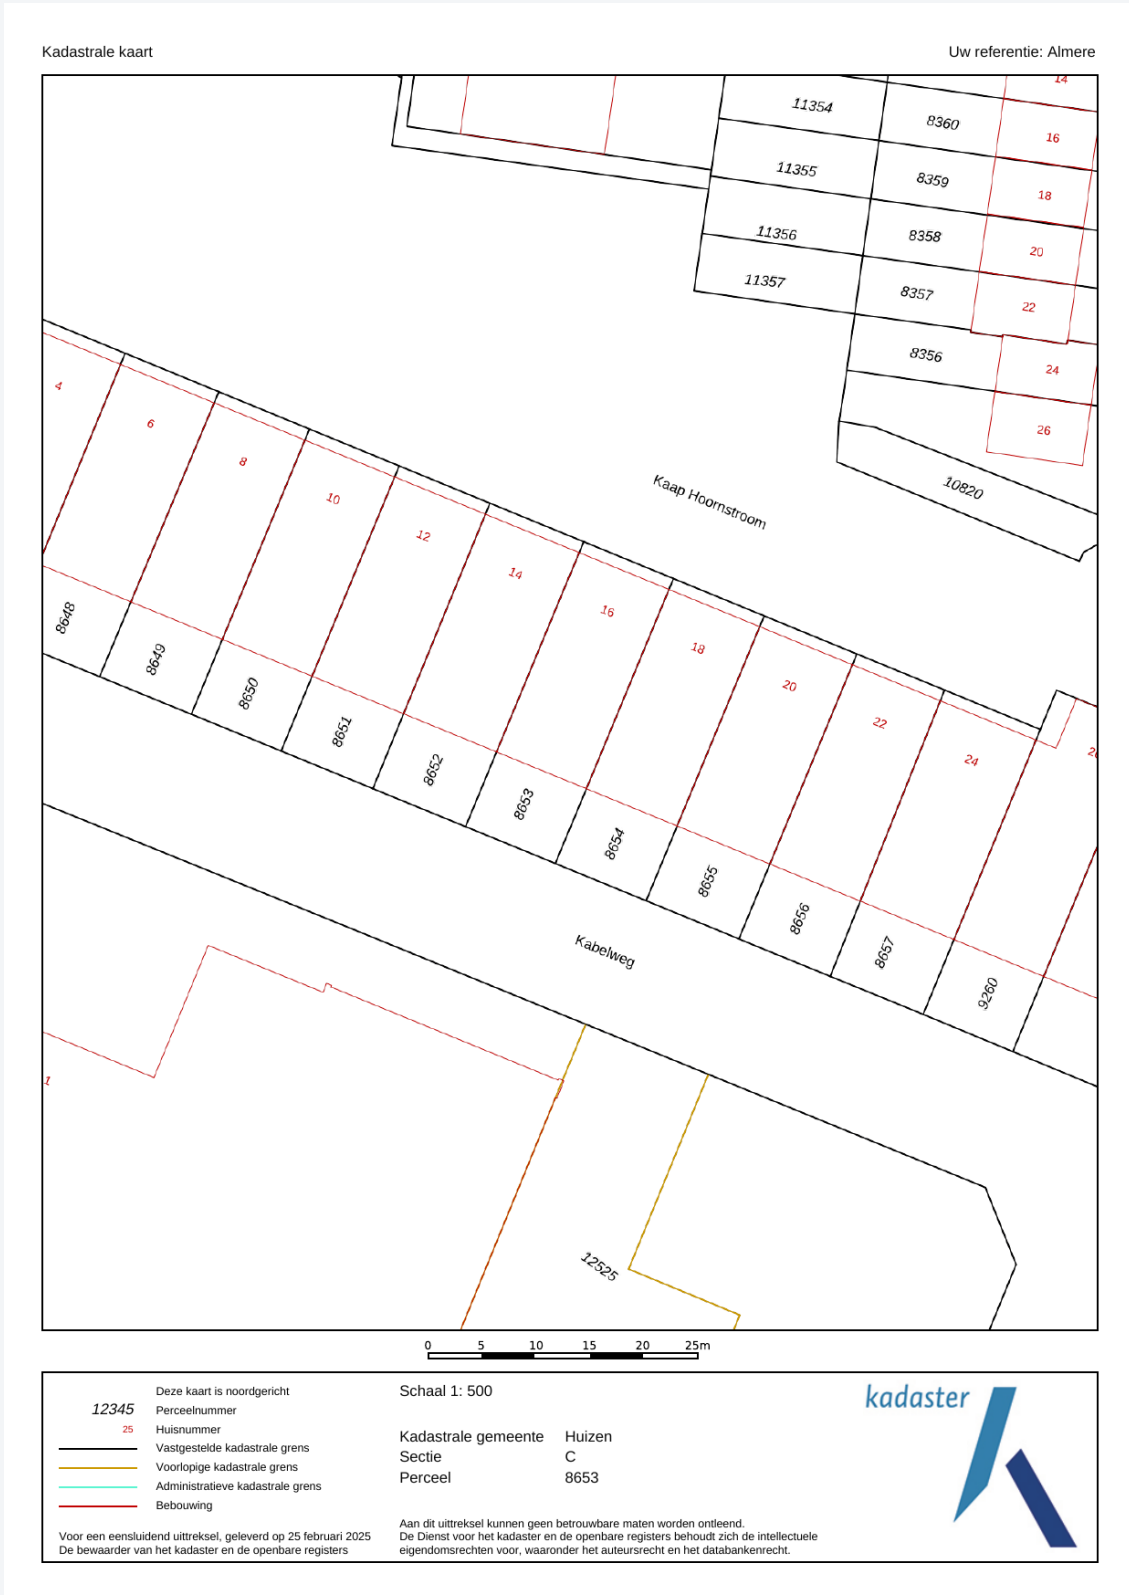 Kadastrale kaart
Uw referentie: Almere
14
11354
8360
16
11355
8359
18
11356
8358
20
11357
8357
22
8356
24
4
6
26
8
10
Kaap Hoornstroom
10820
12
14
16
8648
8649
18
8650
20
8651
22
8652
24
8653
8654
8655
8656
8657
Kabelweg
9260
1
12525
0 5 10 15 20 25m
Deze kaart is noordgericht
12345 Perceelnummer
25 Huisnummer
Vastgestelde kadastrale grens
Voorlopige kadastrale grens
Administratieve kadastrale grens
Bebouwing
Voor een eensluidend uittreksel, geleverd op 25 februari 2025
De bewaarder van het kadaster en de openbare registers
Schaal 1: 500
Kadastrale gemeente Huizen
Sectie C
Perceel 8653
Aan dit uittreksel kunnen geen betrouwbare maten worden ontleend.
De Dienst voor het kadaster en de openbare registers behoudt zich de intellectuele
eigendomsrechten voor, waaronder het auteursrecht en het databankenrecht.
kadaster